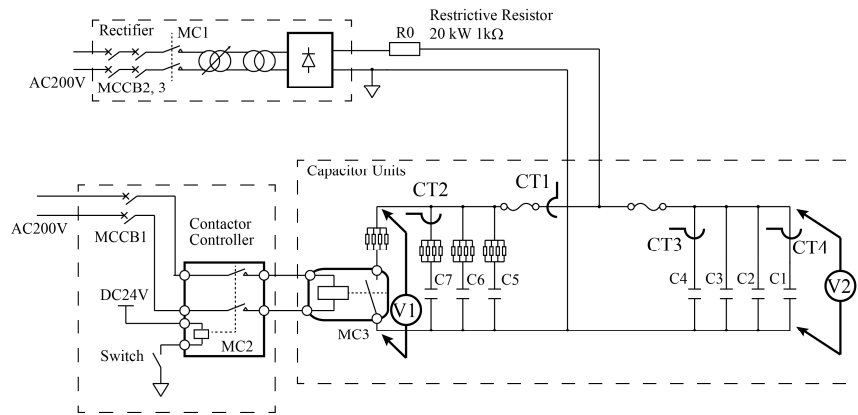 Restrictive Resistor
20 kW 1kΩ
Rectifier
MC1
R0
AC200V
MCCB2, 3
Capacitor Units
CT1
CT2
Contactor
Controller
AC200V
MCCB1
CT3
CT4
C7
C6
C5
C4
C3
C2
C1
DC24V
V1
V2
MC3
MC2
Switch